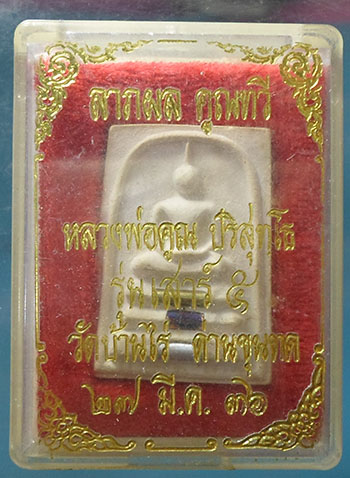 ลาภผล คูณทวี
หลวงพ่อคูณ ปริสุทฺโธ
รุ่นเสาร์ ๕
วัดบ้านไร่ ด่านขุนทด
๒๗ มี.ค. ๓๖